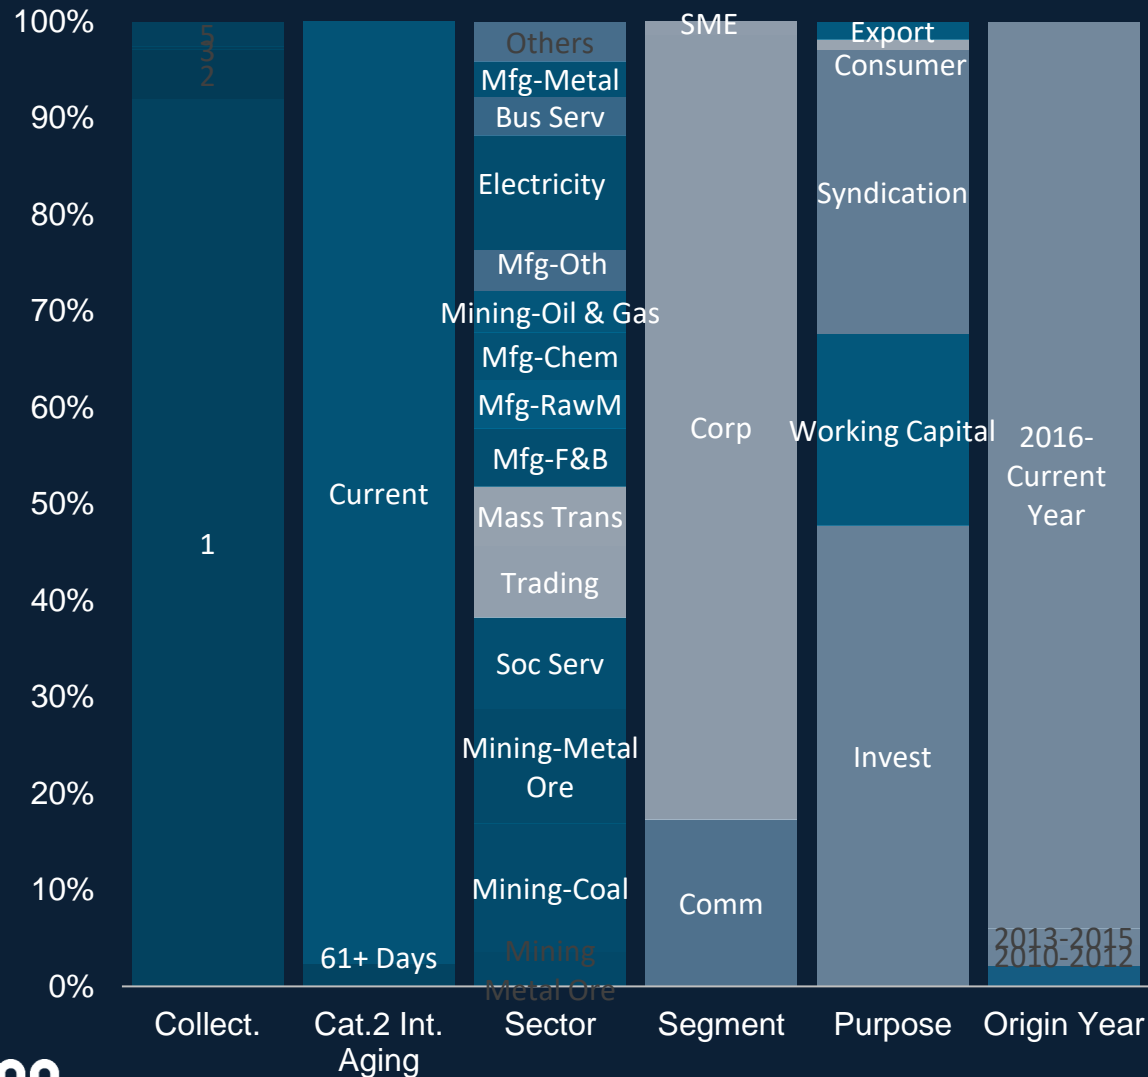 100%
90%
80%
70%
60%
50%
40%
30%
20%
10%
0%
5
3
2
1
Current
61+ Days
Others
Mfg-Metal
Bus Serv
Electricity
Mfg-Oth
Mining-Oil & Gas
Mfg-Chem
Mfg-RawM
Mfg-F&B
Mass Trans
Trading
Soc Serv
Mining-Metal
Ore
Mining-Coal
Mining
Metal Ore
SME
Corp
Comm
Export
Consumer
Syndication
Working Capital
Invest
2016-
Current
Year
2013-2015
2010-2012
Collect.
Cat.2 Int.
Aging
Sector
Segment
Purpose
Origin Year